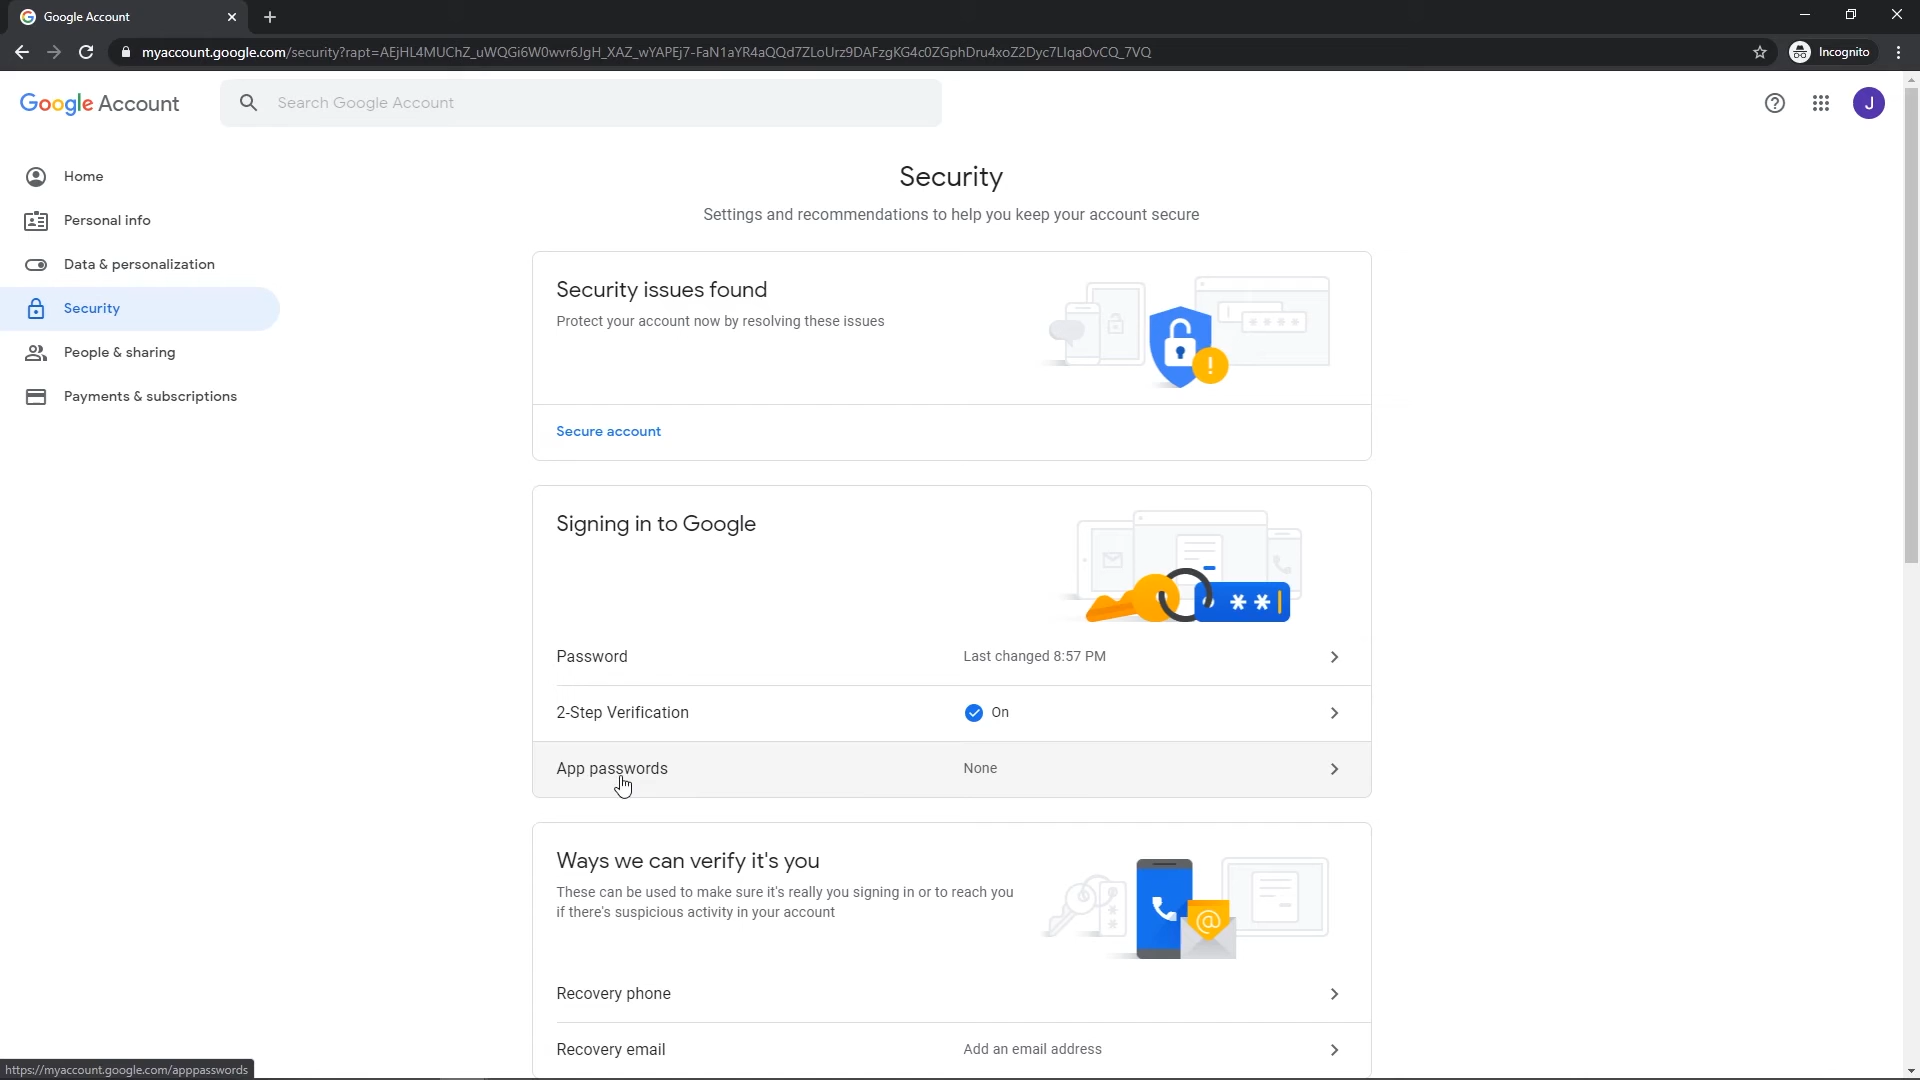 Google Account
myaccount.google.com/security?rapt=AEjHL4MUChZ_uWQGi6W0wvr6JgH_XAZ_wYAPEj7-FaN1aYR4aQQd7ZLoUrz9DAFzgKG4c0ZGphDru4xoZ2Dyc7LIqaOvCQ_7VQ
Incognito
Google Account
Search Google Account
J
Home
Personal info
Data & personalization
Security
People & sharing
Payments & subscriptions
Security
Settings and recommendations to help you keep your account secure
Security issues found
Protect your account now by resolving these issues
Secure account
Signing in to Google
Password
Last changed 8:57 PM
2-Step Verification
On
App passwords
None
Ways we can verify it's you
These can be used to make sure it's really you signing in or to reach you
if there's suspicious activity in your account
Recovery phone
Recovery email
Add an email address
https://myaccount.google.com/apppasswords